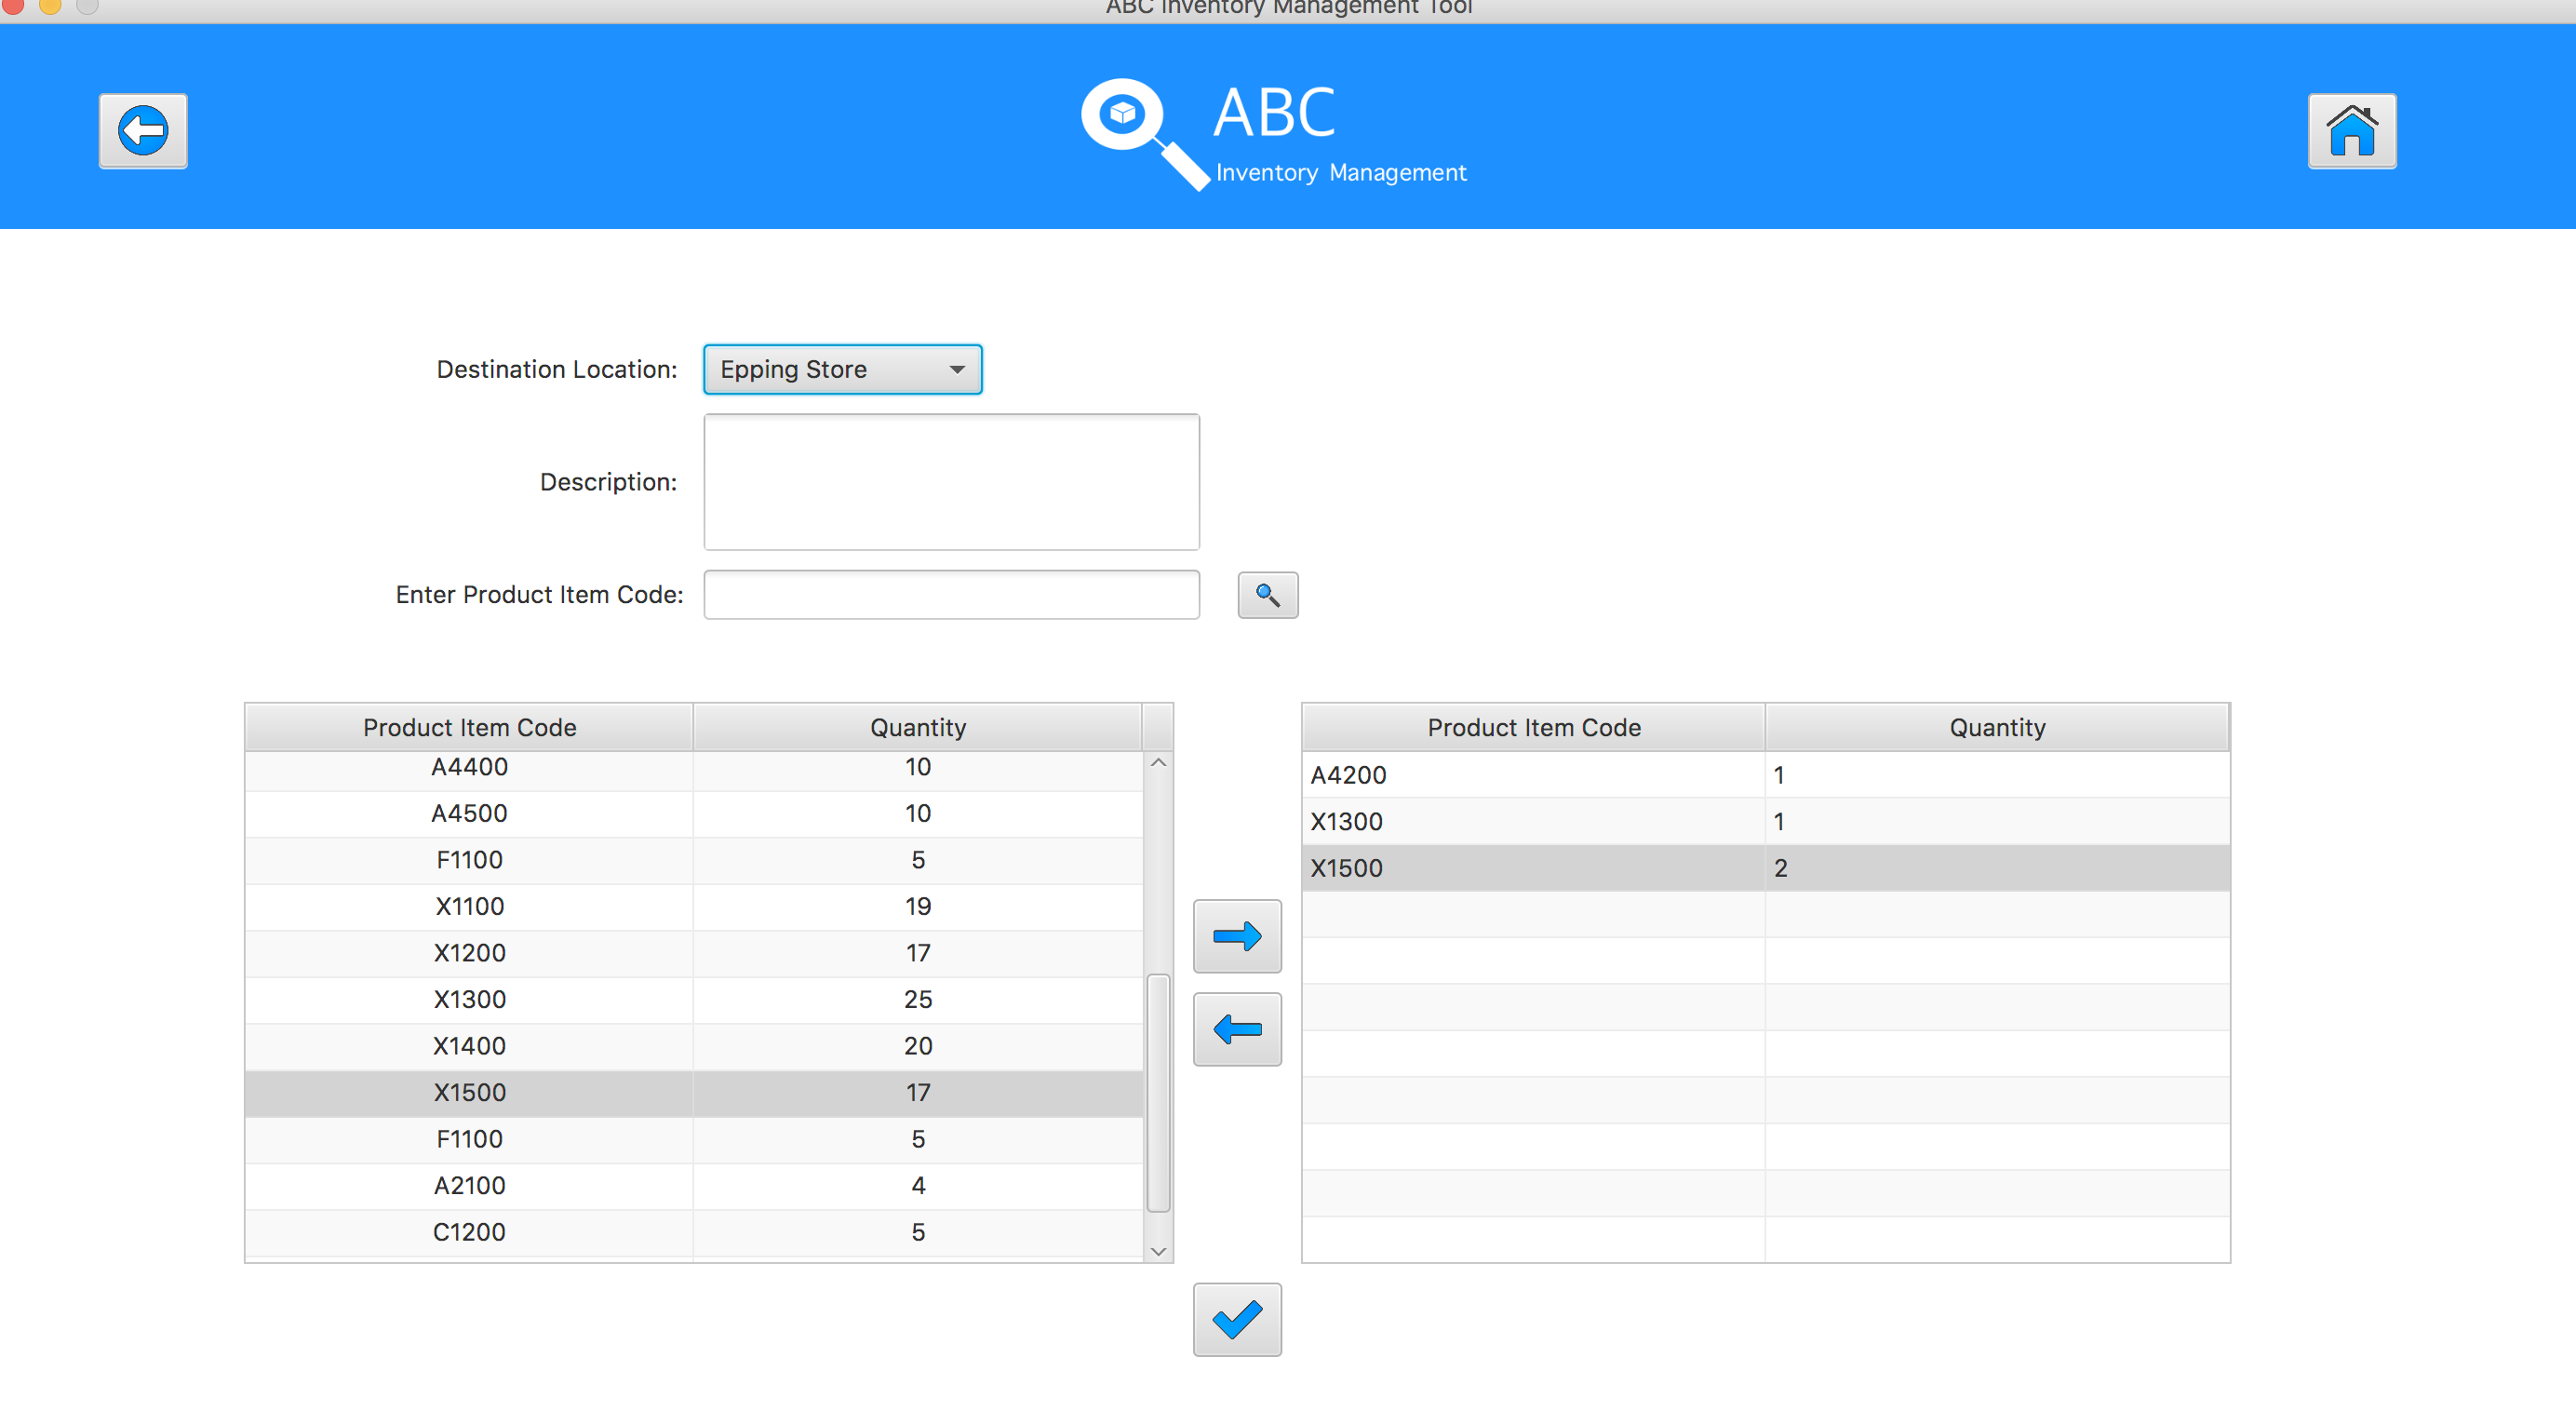 ABC Inventory Management Tool
ABC
Inventory Management
Destination Location: Epping Store
Description:
Enter Product Item Code:
Product Item Code Quantity
A4400 10
A4500 10
F1100 5
X1100 19
X1200 17
X1300 25
X1400 20
X1500 17
F1100 5
A2100 4
C1200 5
Product Item Code Quantity
A4200 1
X1300 1
X1500 2